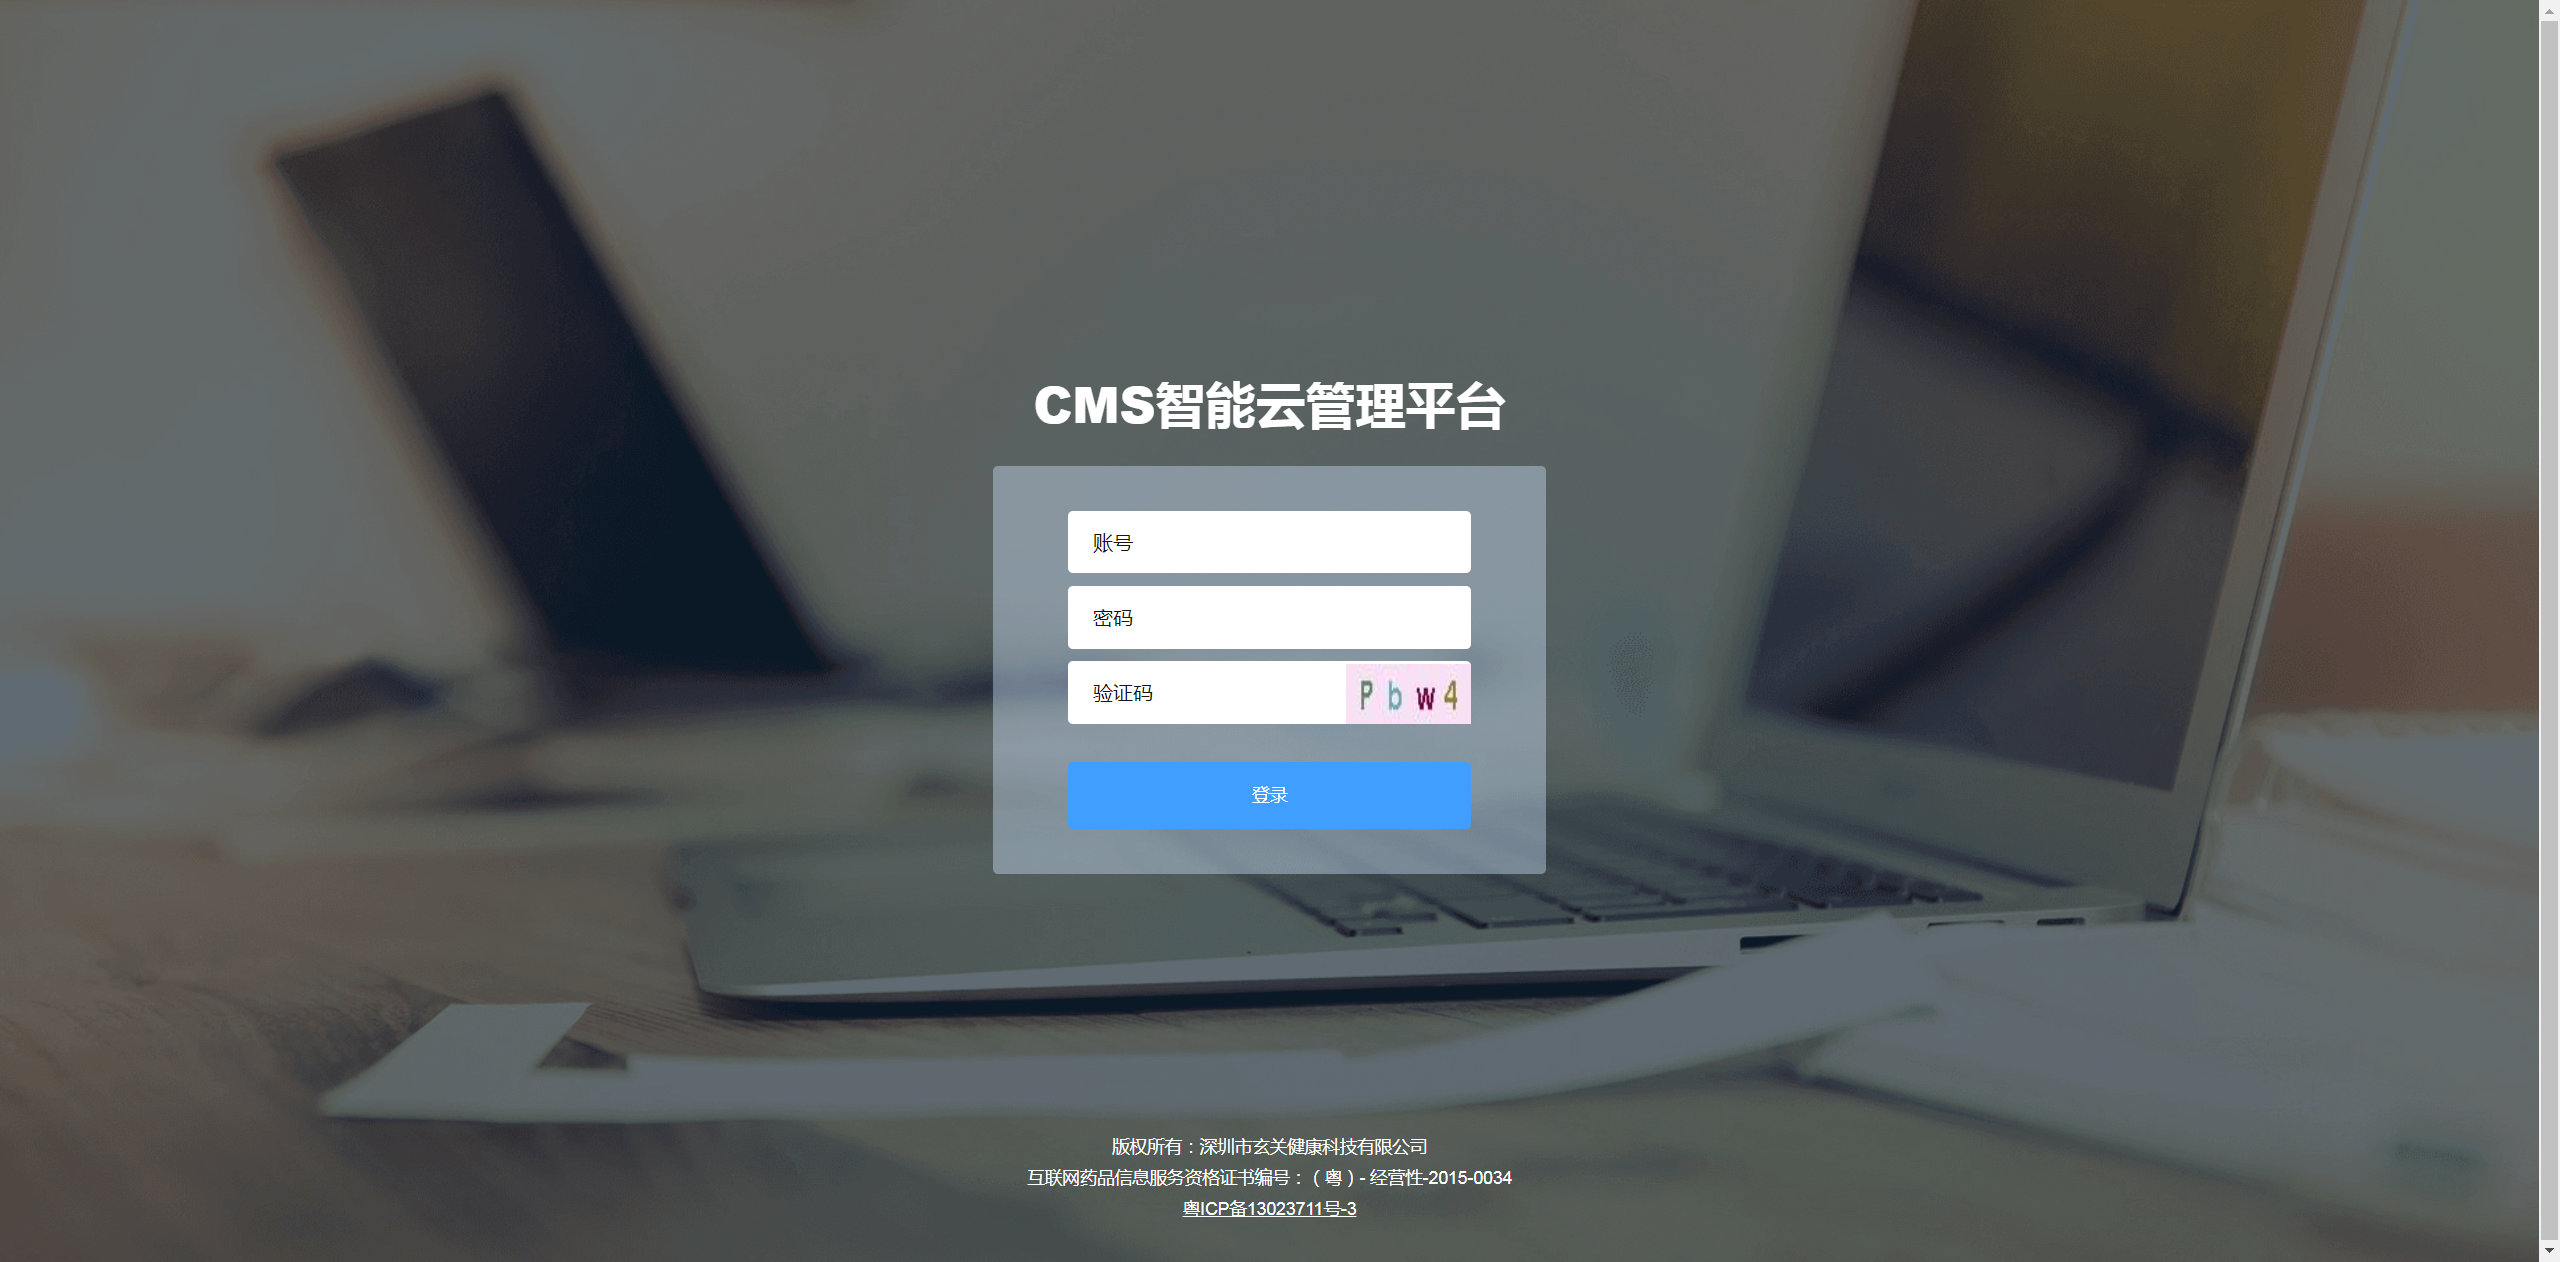 CMS智能云管理平台
账号
密码
验证码
Pbw4
登录
版权所有：深圳市玄关健康科技有限公司
互联网药品信息服务资格证书编号：（粤）- 经营性-2015-0034
粤ICP备13023711号-3